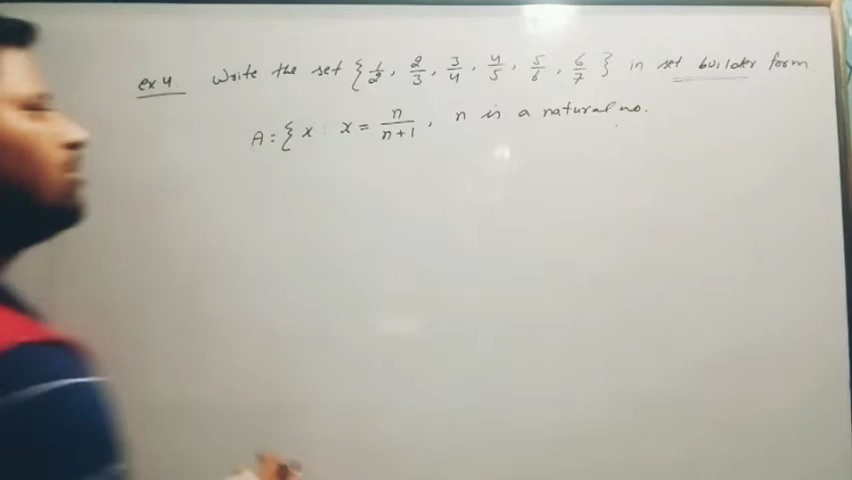 ex 4 Write the set {1/2, 2/3, 3/4, 4/5, 5/6, 6/7} in set builder form
A = { x : x = n/n+1, n is a natural no.